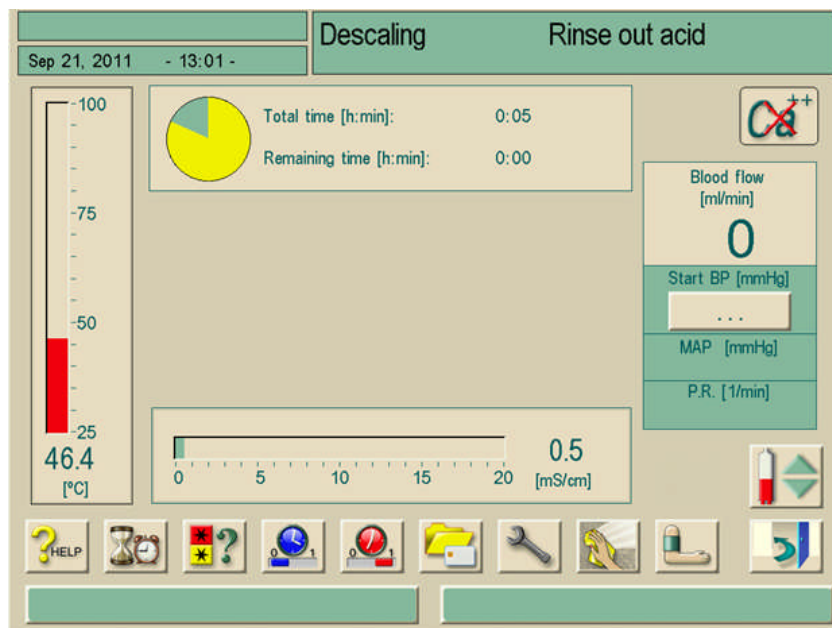 Descaling Rinse out acid
Sep 21, 2011 - 13:01 -
100
75
50
25
46.4
[ºC]
Total time [h:min]: 0:05
Remaining time [h:min]: 0:00
Ca++
Blood flow
[ml/min]
0
Start BP [mmHg]
...
MAP [mmHg]
P.R. [1/min]
0 5 10 15 20
0.5
[mS/cm]
?HELP
?
0 1
0 1